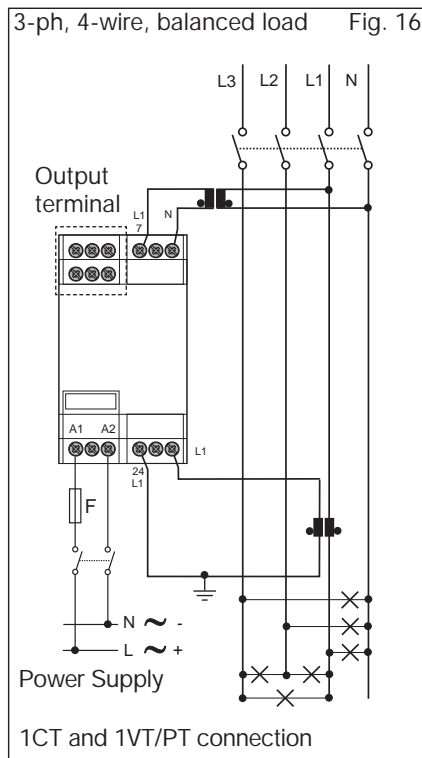 3-ph, 4-wire, balanced load Fig. 16
L3 L2 L1 N
Output
terminal
L1 N
7
A1 A2
L1
24
L1
F
N ~ -
L ~ +
Power Supply
1CT and 1VT/PT connection